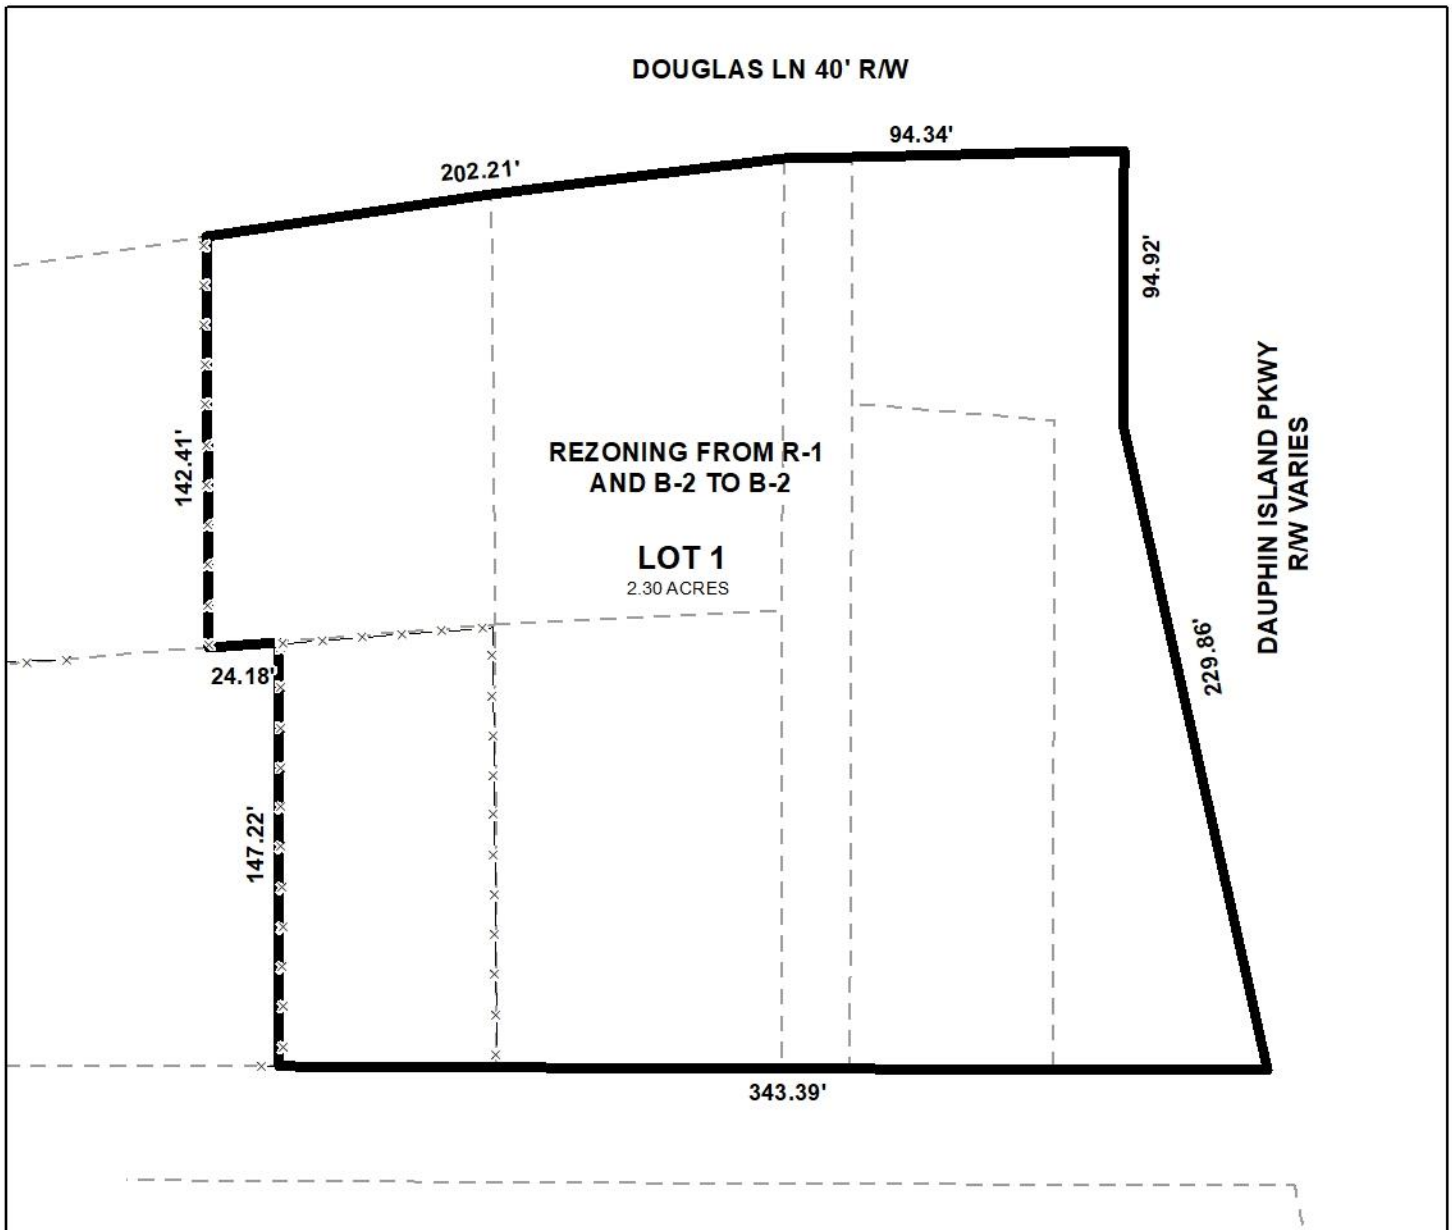 DOUGLAS LN 40' R/W
94.34'
202.21'
94.92'
DAUPHIN ISLAND PKWY
R/W VARIES
142.41'
REZONING FROM R-1
AND B-2 TO B-2
LOT 1
2.30 ACRES
229.86'
24.18'
147.22'
343.39'